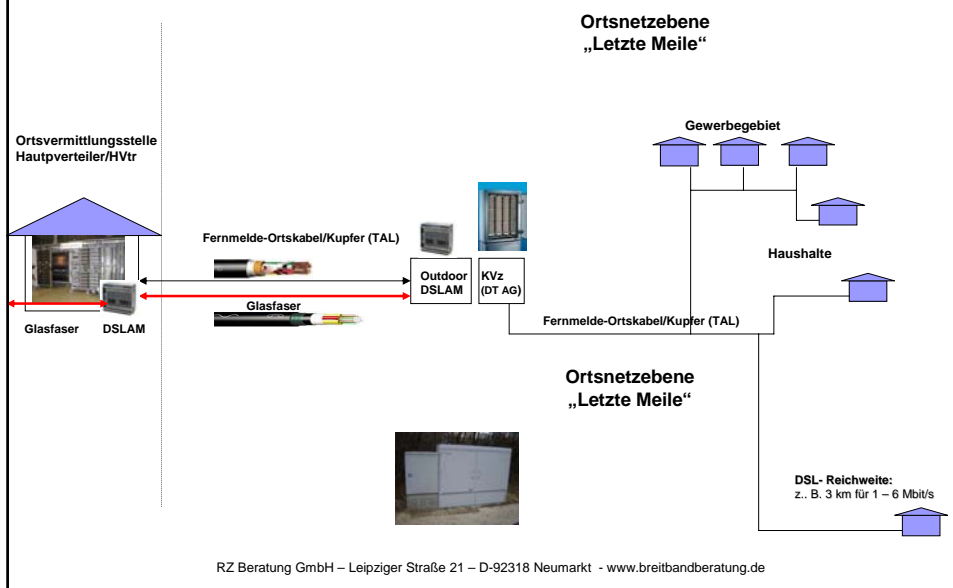 Ortsnetzebene
„Letzte Meile“
Ortsvermittlungsstelle
Hautpverteiler/HVtr
Gewerbegebiet
Fernmelde-Ortskabel/Kupfer (TAL)
Haushalte
Outdoor
DSLAM
KVz
(DT AG)
Glasfaser
Glasfaser
DSLAM
Fernmelde-Ortskabel/Kupfer (TAL)
Ortsnetzebene
„Letzte Meile“
DSL- Reichweite:
z.. B. 3 km für 1 – 6 Mbit/s
RZ Beratung GmbH – Leipziger Straße 21 – D-92318 Neumarkt - www.breitbandberatung.de